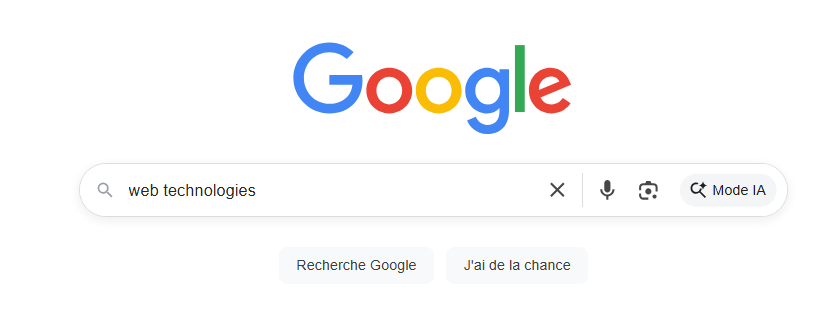 Google
web technologies
Mode IA
Recherche Google
J'ai de la chance